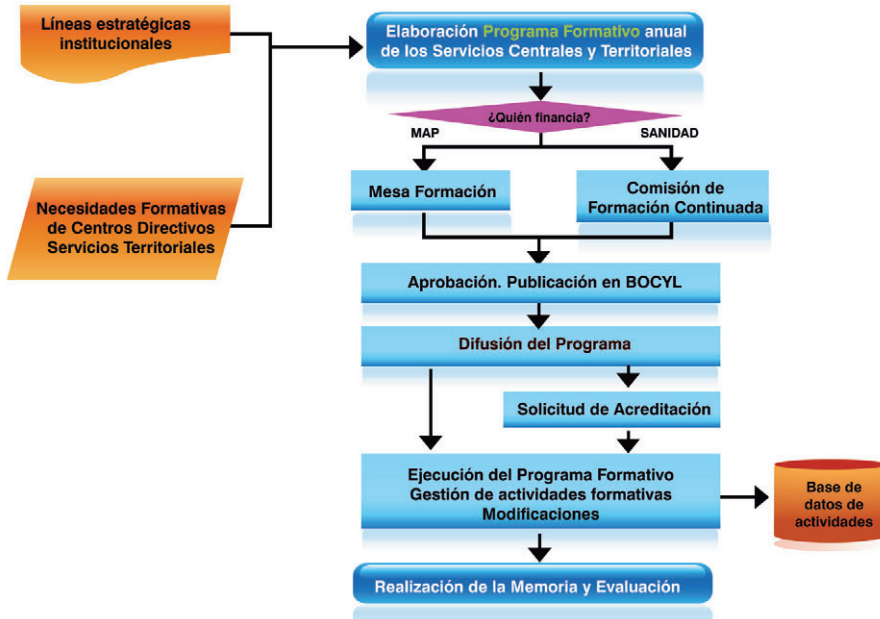 Líneas estratégicas
institucionales
Elaboración Programa Formativo anual
de los Servicios Centrales y Territoriales
¿Quién financia?
MAP
SANIDAD
Necesidades Formativas
de Centros Directivos
Servicios Territoriales
Mesa Formación
Comisión de
Formación Continuada
Aprobación. Publicación en BOCYL
Difusión del Programa
Solicitud de Acreditación
Ejecución del Programa Formativo
Gestión de actividades formativas
Modificaciones
Base de
datos de
actividades
Realización de la Memoria y Evaluación